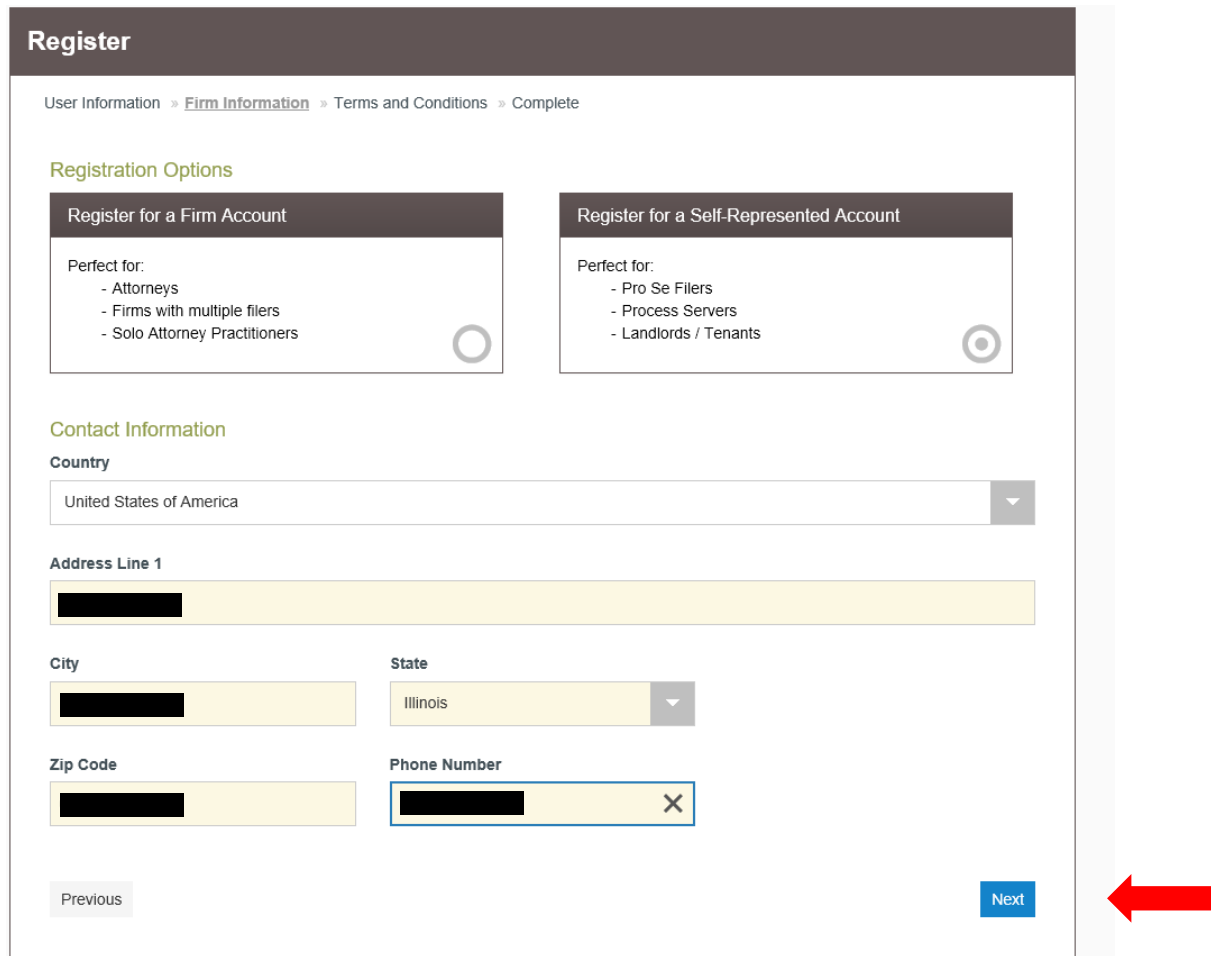 Register
User Information » Firm Information » Terms and Conditions » Complete
Registration Options
Register for a Firm Account
Perfect for:
- Attorneys
- Firms with multiple filers
- Solo Attorney Practitioners
Register for a Self-Represented Account
Perfect for:
- Pro Se Filers
- Process Servers
- Landlords / Tenants
Contact Information
Country
United States of America
Address Line 1
City
State
Illinois
Zip Code
Phone Number
Previous
Next